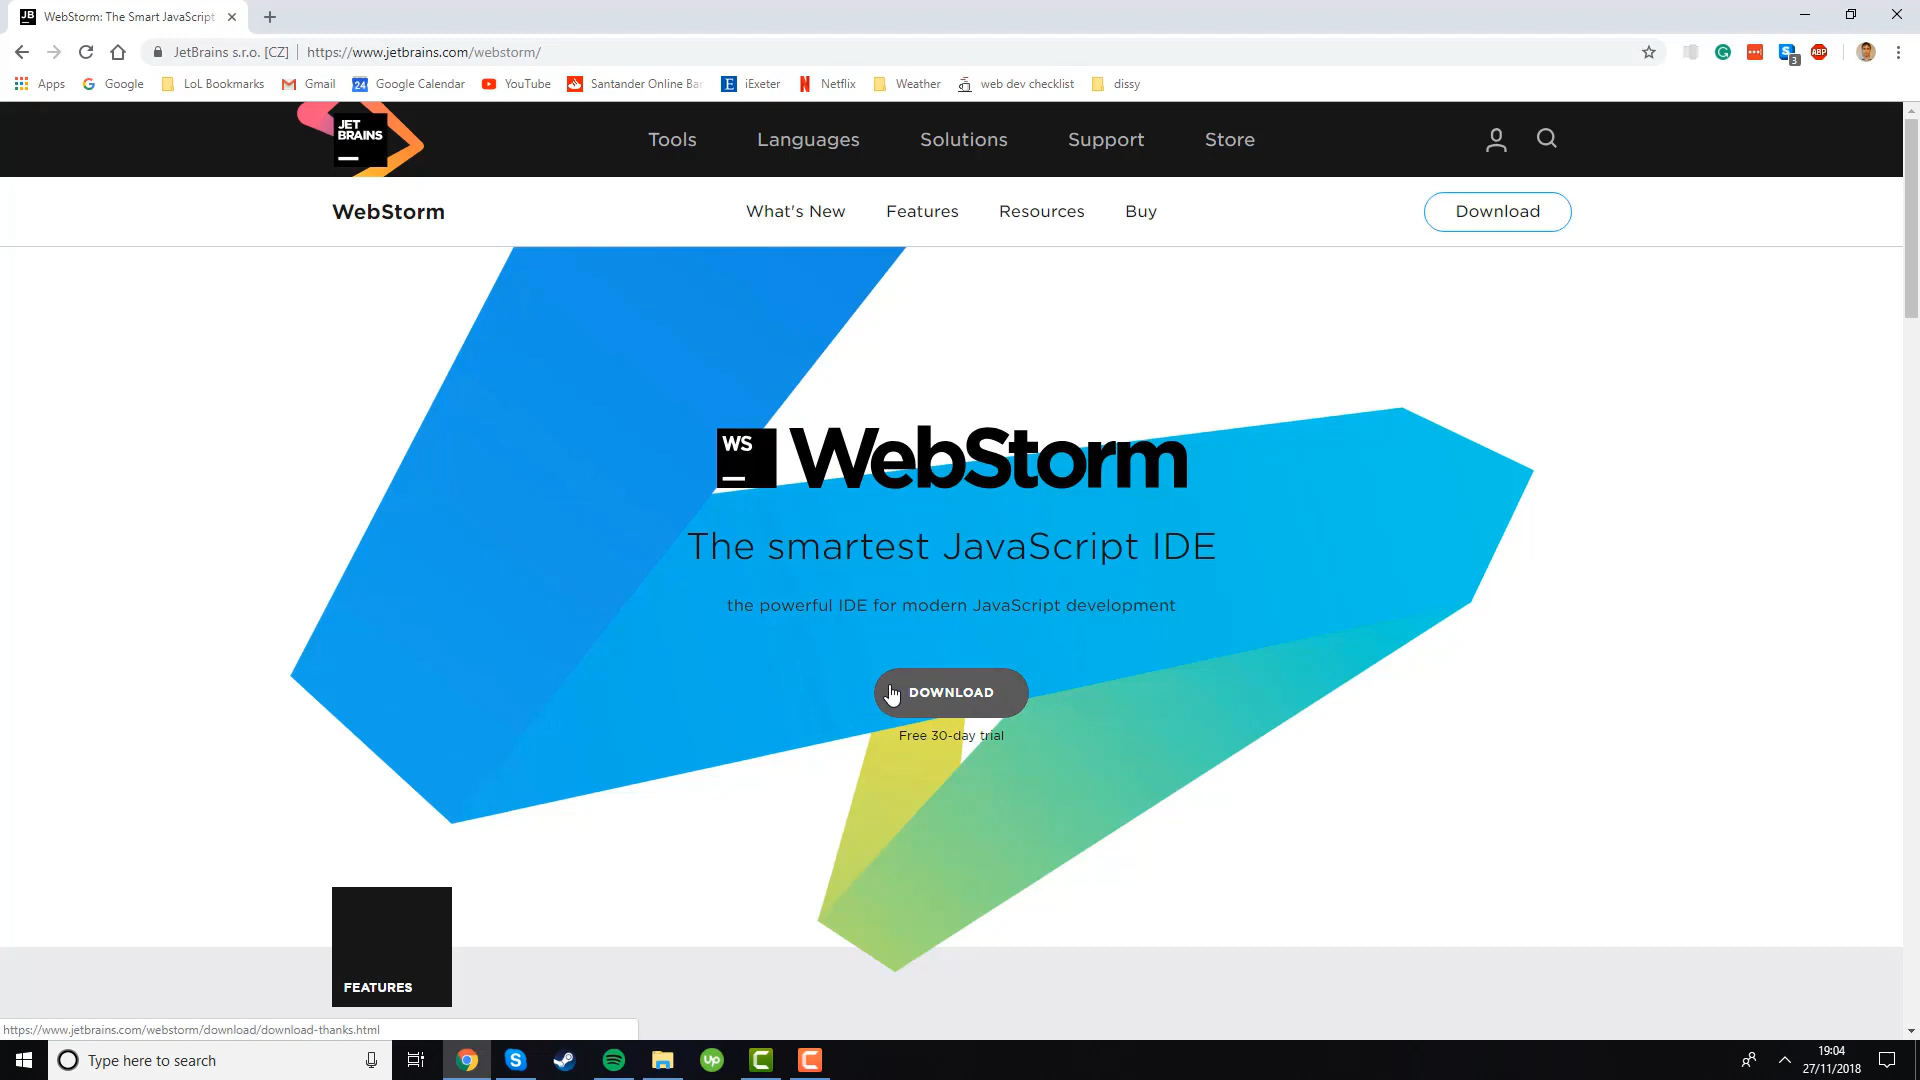 JB
WebStorm: The Smart JavaScript
JetBrains s.r.o. [CZ] | https://www.jetbrains.com/webstorm/
ABP
3
Apps
Google
LoL Bookmarks
Gmail
24 Google Calendar
YouTube
Santander Online Ba
E iExeter
Netflix
Weather
web dev checklist
dissy
JET
BRAINS
Tools
Languages
Solutions
Support
Store
WebStorm
What's New
Features
Resources
Buy
Download
WS
WebStorm
The smartest JavaScript IDE
the powerful IDE for modern JavaScript development
DOWNLOAD
Free 30-day trial
FEATURES
https://www.jetbrains.com/webstorm/download/download-thanks.html
Type here to search
19:04
27/11/2018